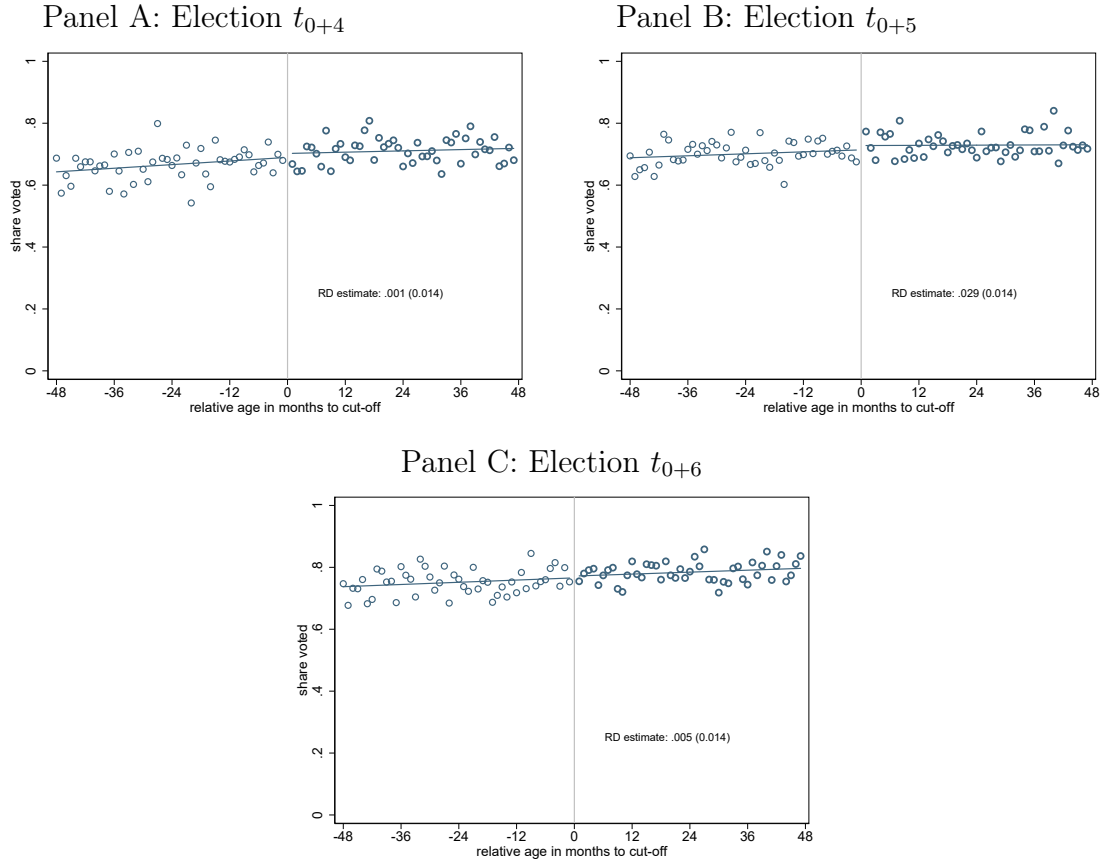 Panel A: Election t0+4
1
.8
.6
.4
.2
0
share voted
RD estimate: .001 (0.014)
-48 -36 -24 -12 0 12 24 36 48
relative age in months to cut-off
Panel B: Election t0+5
1
.8
.6
.4
.2
0
share voted
RD estimate: .029 (0.014)
-48 -36 -24 -12 0 12 24 36 48
relative age in months to cut-off
Panel C: Election t0+6
1
.8
.6
.4
.2
0
share voted
RD estimate: .005 (0.014)
-48 -36 -24 -12 0 12 24 36 48
relative age in months to cut-off